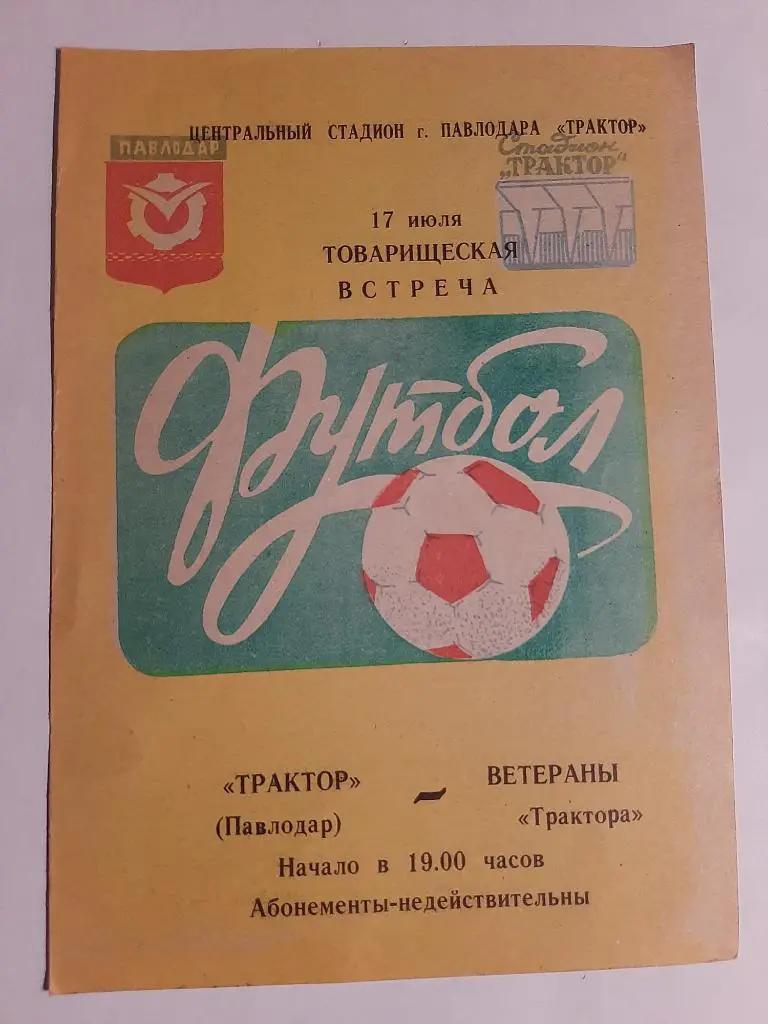 ЦЕНТРАЛЬНЫЙ СТАДИОН г. ПАВЛОДАРА «ТРАКТОР»
ПАВЛОДАР
Стадион
„ТРАКТОР"
17 июля
ТОВАРИЩЕСКАЯ
ВСТРЕЧА
Футбол
«ТРАКТОР» - ВЕТЕРАНЫ
(Павлодар) «Трактора»
Начало в 19.00 часов
Абонементы-недействительны